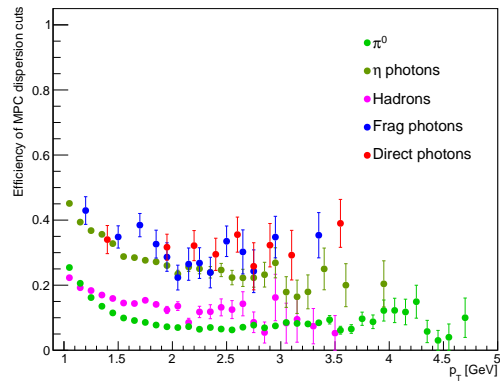 Efficiency of MPC dispersion cuts
1
0.8
0.6
0.4
0.2
0
π⁰
η photons
Hadrons
Frag photons
Direct photons
1 1.5 2 2.5 3 3.5 4 4.5 5
p_T [GeV]